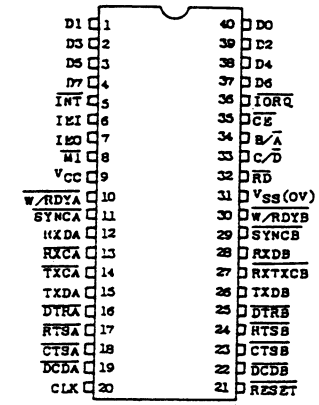 D1 1 40 D0
D3 2 39 D2
D5 3 38 D4
D7 4 37 D6
INT 5 36 IORQ
IEI 6 35 CE
IEO 7 34 B/A
M1 8 33 C/D
VCC 9 32 RD
W/RDYA 10 31 VSS(0V)
SYNCA 11 30 W/RDYB
RXDA 12 29 SYNCB
RXCA 13 28 RXDB
TXCA 14 27 RXTXCB
TXDA 15 26 TXDB
DTRA 16 25 DTRB
RTSA 17 24 RTSB
CTSA 18 23 CTSB
DCDA 19 22 DCDB
CLK 20 21 RESET